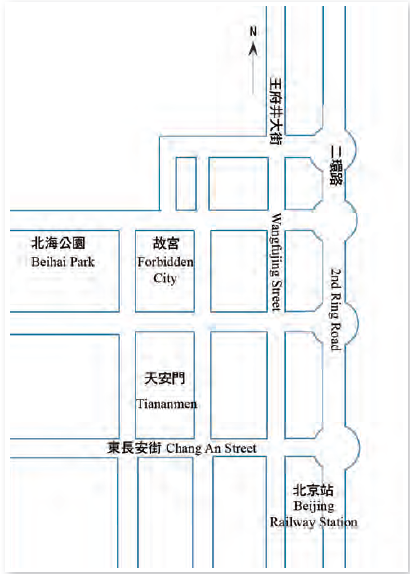 N
王府井大街
二環路
北海公園
Beihai Park
故宮
Forbidden
City
Wangfujing Street
2nd Ring Road
天安門
Tiananmen
東長安街 Chang An Street
北京站
Beijing
Railway Station